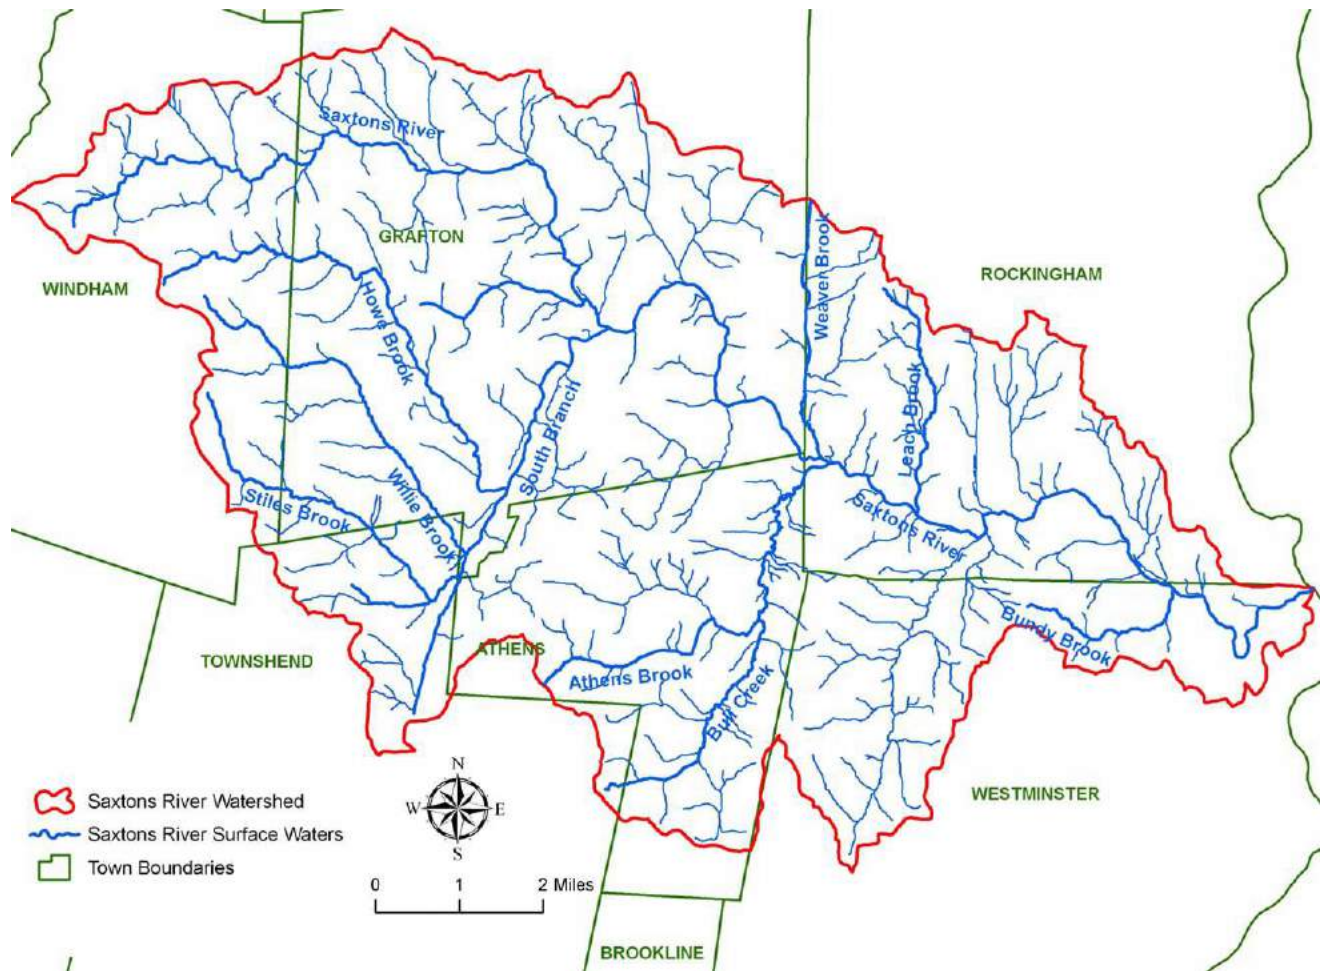 Saxtons River
GRAFTON
WINDHAM
ROCKINGHAM
Weaver Brook
Howe Brook
Leach Brook
South Branch
Willie Brook
Stiles Brook
Saxtons River
Bundy Brook
TOWNSHEND
ATHENS
Athens Brook
Bull Creek
WESTMINSTER
BROOKLINE
Saxtons River Watershed
Saxtons River Surface Waters
Town Boundaries
N
W E
S
0 1 2 Miles